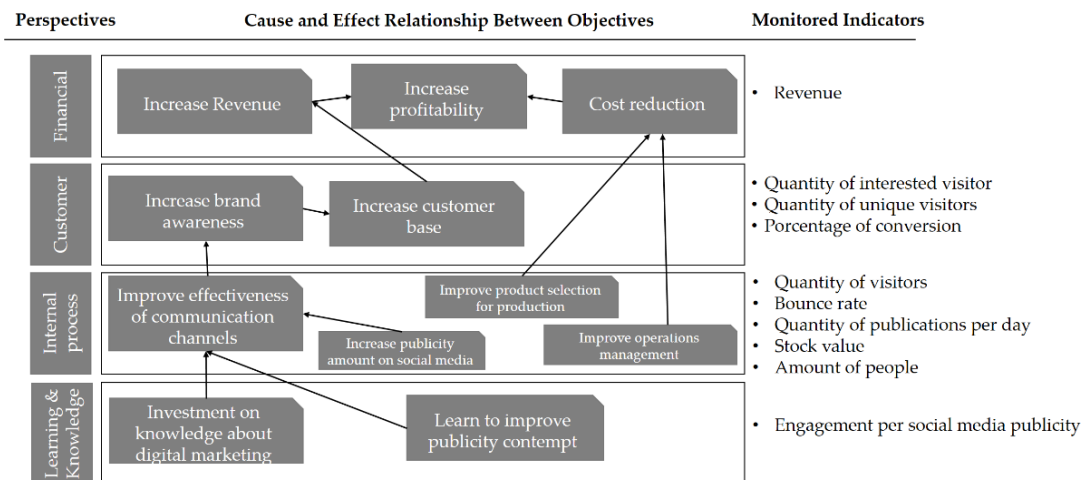 Perspectives
Cause and Effect Relationship Between Objectives
Monitored Indicators
Financial
Increase Revenue
Increase
profitability
Cost reduction
• Revenue
Customer
Increase brand
awareness
Increase customer
base
• Quantity of interested visitor
• Quantity of unique visitors
• Porcentage of conversion
Internal
process
Improve effectiveness
of communication
channels
Increase publicity
amount on social media
Improve product selection
for production
Improve operations
management
• Quantity of visitors
• Bounce rate
• Quantity of publications per day
• Stock value
• Amount of people
Learning &
Knowledge
Investment on
knowledge about
digital marketing
Learn to improve
publicity contempt
• Engagement per social media publicity